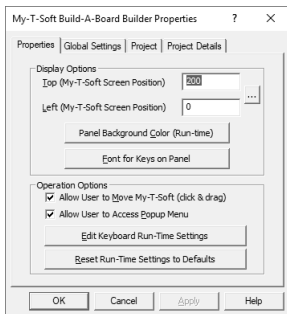 My-T-Soft Build-A-Board Builder Properties ? ×
Properties Global Settings Project Project Details
Display Options
Top (My-T-Soft Screen Position) 200
...
Left (My-T-Soft Screen Position) 0
Panel Background Color (Run-time)
Font for Keys on Panel
Operation Options
Allow User to Move My-T-Soft (click & drag)
Allow User to Access Popup Menu
Edit Keyboard Run-Time Settings
Reset Run-Time Settings to Defaults
OK Cancel Apply Help